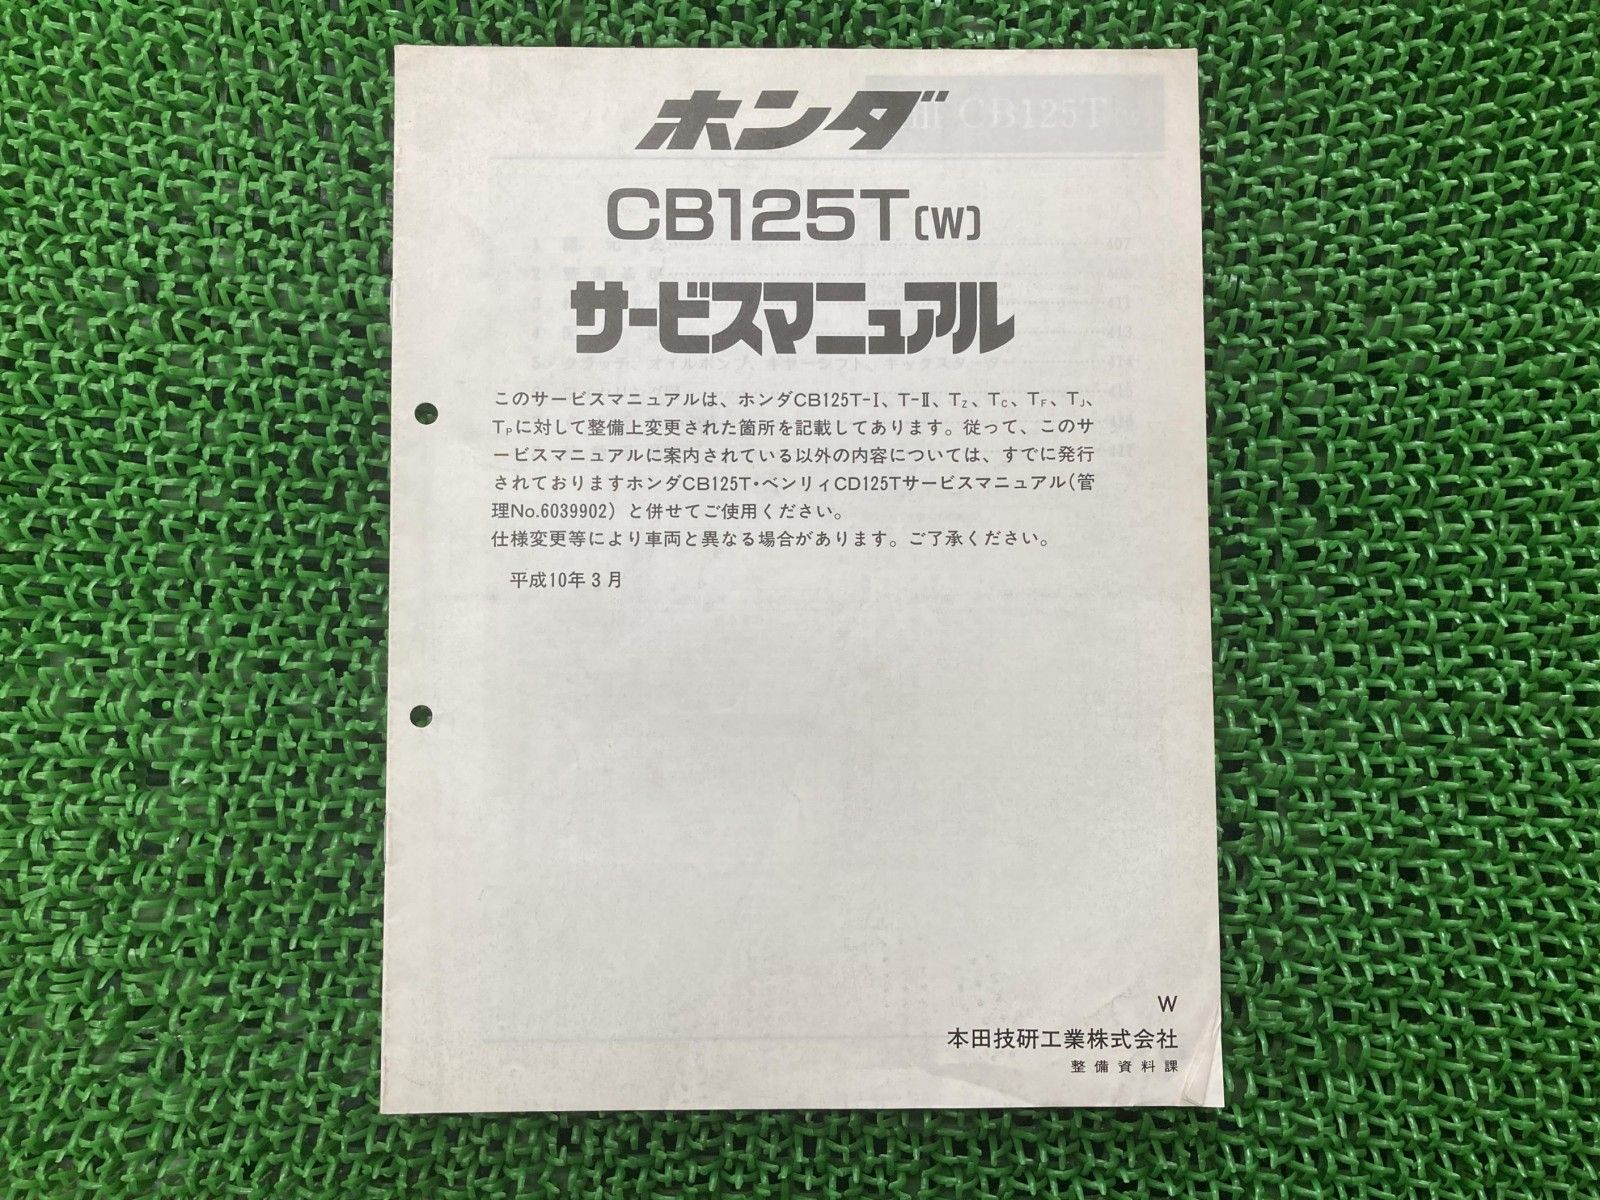 ホンダ
CB125T〔W〕
サービスマニュアル
このサービスマニュアルは、ホンダCB125T-Ⅰ、T-Ⅱ、TZ、TC、TF、TJ、
TPに対して整備上変更された箇所を記載してあります。従って、このサ
ービスマニュアルに案内されている以外の内容については、すでに発行
されておりますホンダCB125T・ベンリィCD125Tサービスマニュアル(管
理No.6039902)と併せてご使用ください。
仕様変更等により車両と異なる場合があります。ご了承ください。
平成10年3月
W
本田技研工業株式会社
整備資料課